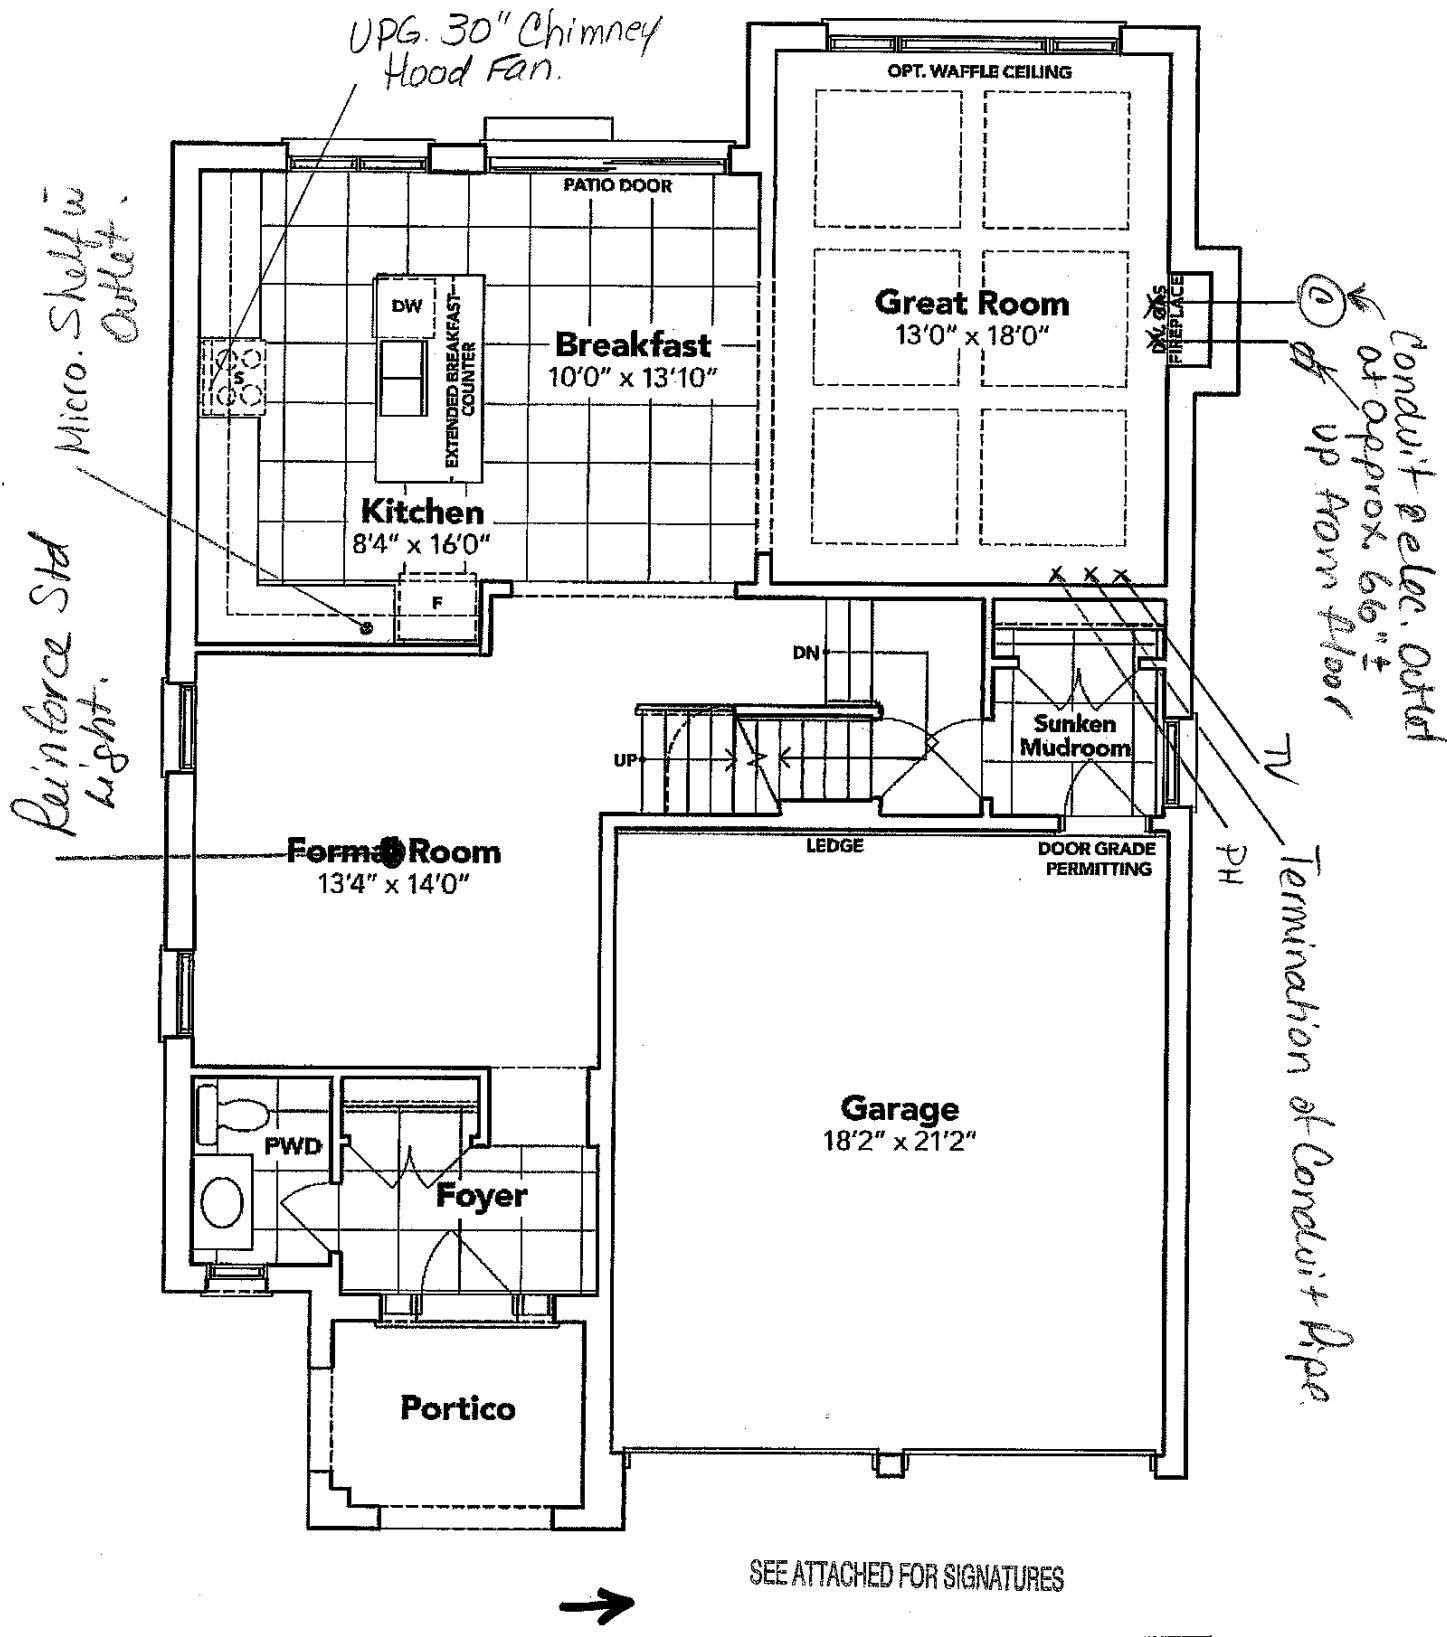 UPG. 30" Chimney
Hood Fan.
OPT. WAFFLE CEILING
PATIO DOOR
Micro. Shelf w
Outlet.
DW
S
EXTENDED BREAKFAST
COUNTER
Breakfast
10'0" x 13'10"
Great Room
13'0" x 18'0"
D.V. GAS
FIREPLACE
Conduit & elec. Outlet
at approx. 66" ±
up from floor
Kitchen
8'4" x 16'0"
F
Reinforce Std
Light.
DN
UP
Sunken
Mudroom
TV
PH
Termination of Conduit Pipe.
Formal Room
13'4" x 14'0"
LEDGE
DOOR GRADE
PERMITTING
Garage
18'2" x 21'2"
PWD
Foyer
Portico
SEE ATTACHED FOR SIGNATURES